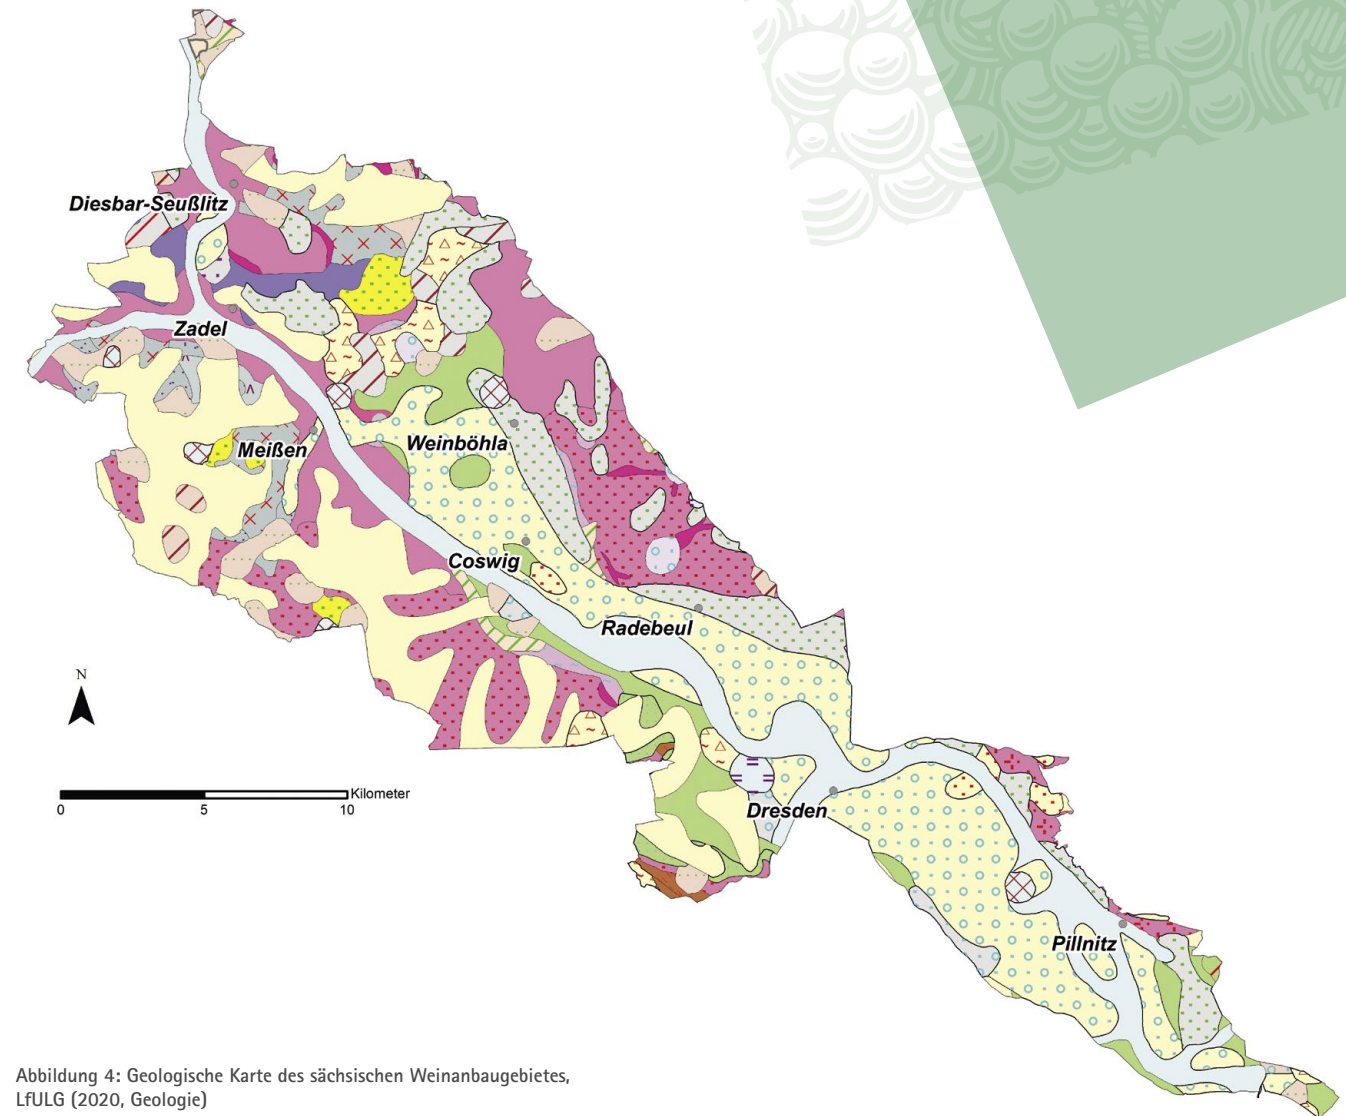 Diesbar-Seußlitz
Zadel
Meißen
Weinböhla
Coswig
Radebeul
N
0 5 10 Kilometer
Dresden
Pillnitz
Abbildung 4: Geologische Karte des sächsischen Weinanbaugebietes,
LfULG (2020, Geologie)